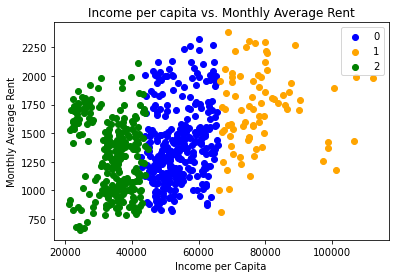 Income per capita vs. Monthly Average Rent
0
1
2
2250
2000
1750
1500
1250
1000
750
Monthly Average Rent
20000 40000 60000 80000 100000
Income per Capita